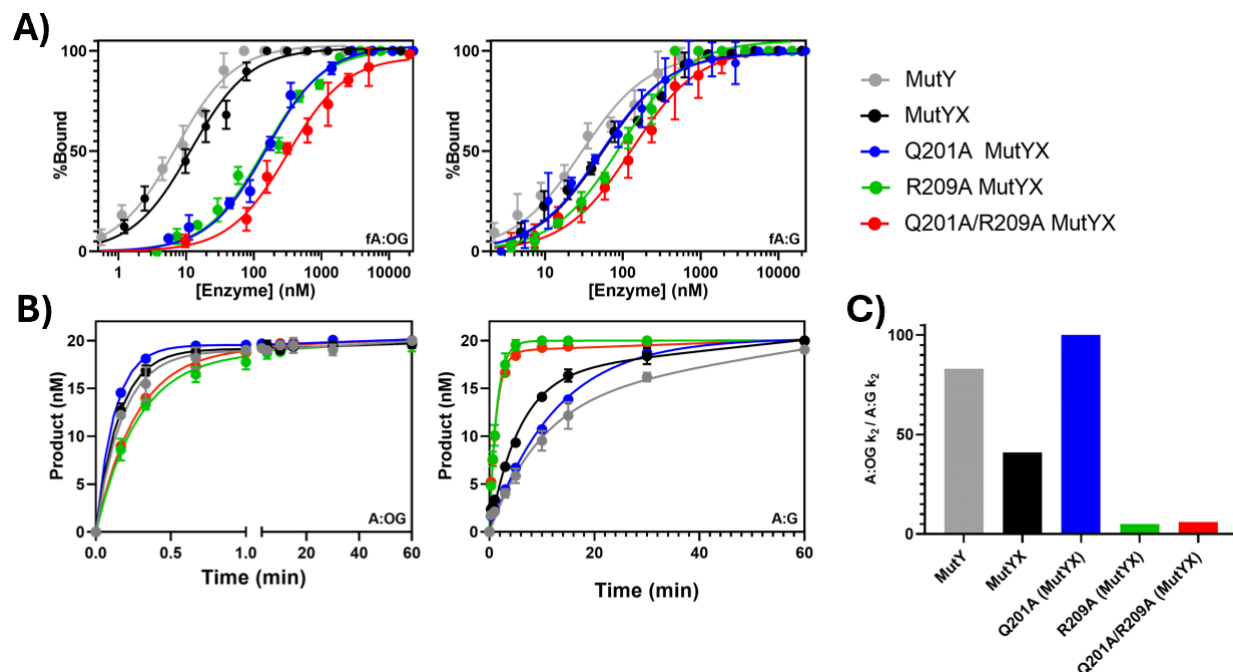 A)
%Bound
100
50
0
1
10
100
1000
10000
[Enzyme] (nM)
fA:OG
%Bound
100
50
0
10
100
1000
10000
[Enzyme] (nM)
fA:G
MutY
MutYX
Q201A MutYX
R209A MutYX
Q201A/R209A MutYX
B)
Product (nM)
20
15
10
5
0
0.0
0.5
1.0
20
40
60
Time (min)
A:OG
Product (nM)
20
15
10
5
0
0
20
40
60
Time (min)
A:G
C)
A:OG k2 / A:G k2
100
50
0
MutY
MutYX
Q201A (MutYX)
R209A (MutYX)
Q201A/R209A (MutYX)